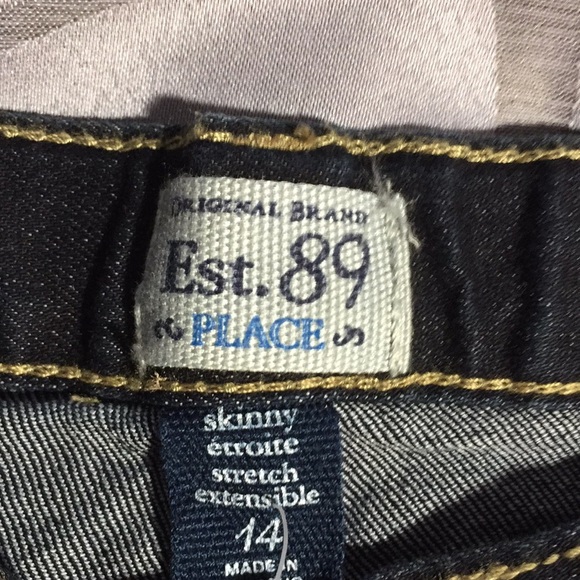 ORIGINAL BRAND
Est. 89
PLACE
skinny
étroite
stretch
extensible
14
MADE IN